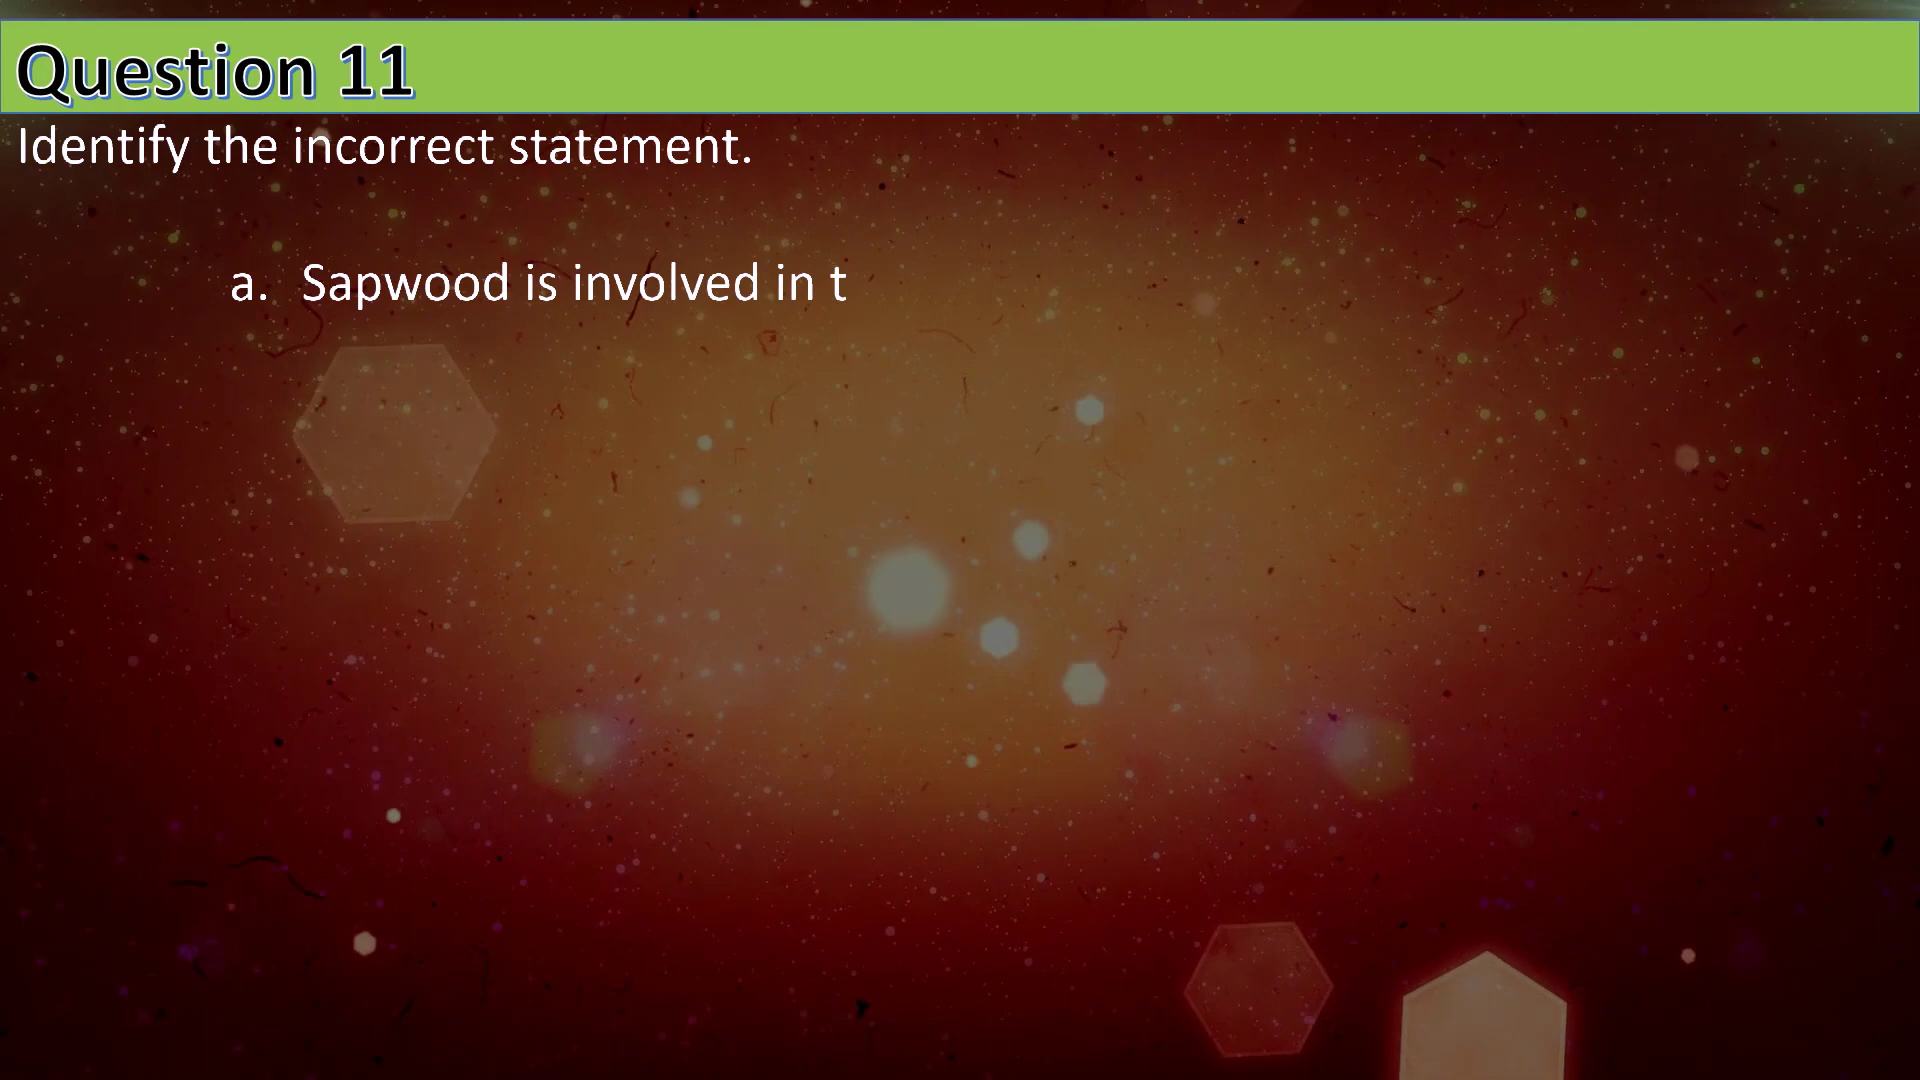 Question 11
Identify the incorrect statement.
a. Sapwood is involved in t